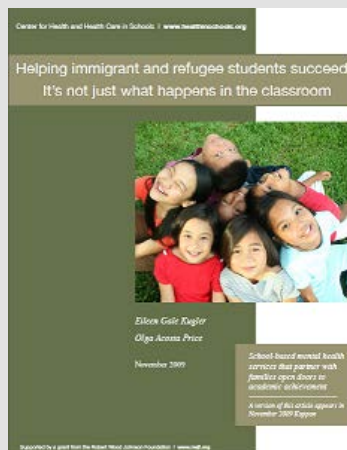 Center for Health and Health Care in Schools | www.healthinschools.org
Helping immigrant and refugee students succeed
It's not just what happens in the classroom
Eileen Gale Kugler
Olga Acosta Price
November 2009
School-based mental health
services that partner with
families open doors to
academic achievement
A version of this article appears in
November 2009 Kappan
Supported by a grant from the Robert Wood Johnson Foundation | www.rwjf.org